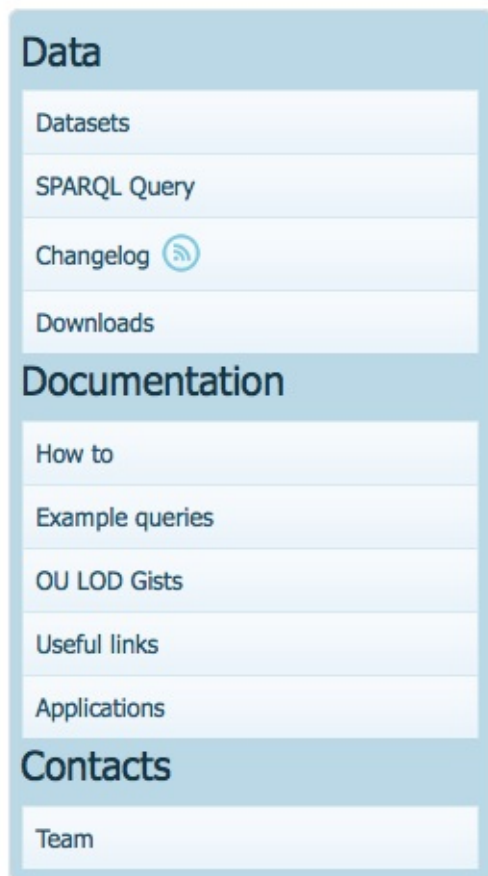 Data
Datasets
SPARQL Query
Changelog
Downloads
Documentation
How to
Example queries
OU LOD Gists
Useful links
Applications
Contacts
Team